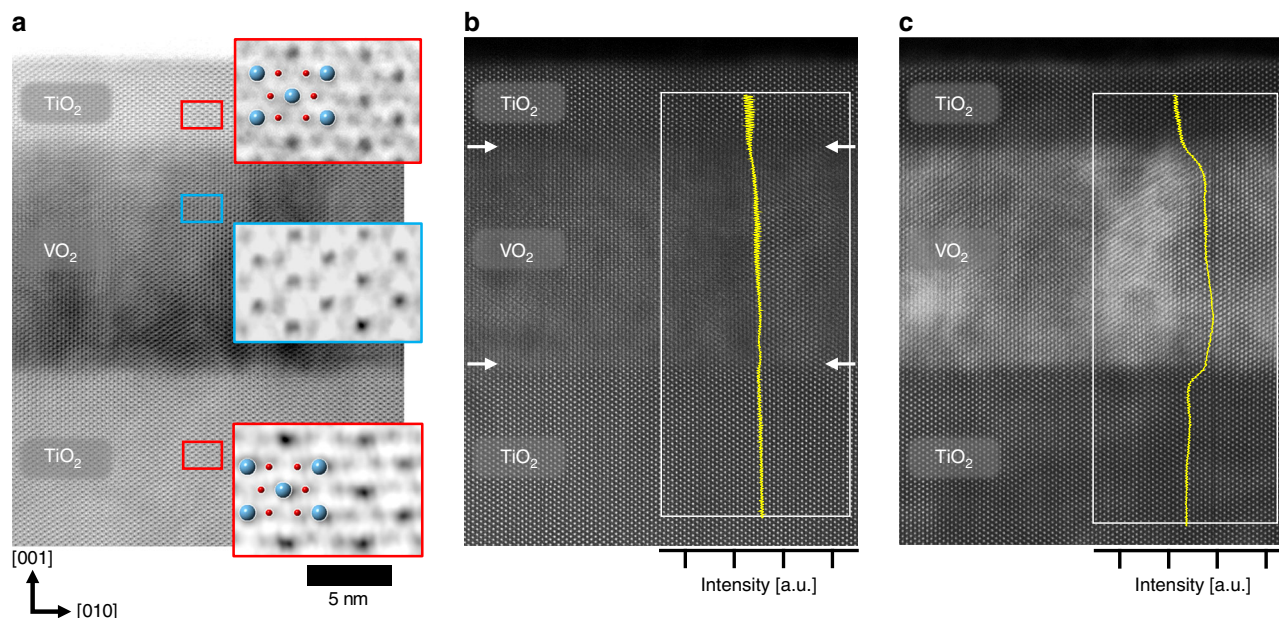 a
TiO₂
VO₂
TiO₂
[001]
[010]
5 nm
b
TiO₂
VO₂
TiO₂
Intensity [a.u.]
c
TiO₂
VO₂
TiO₂
Intensity [a.u.]